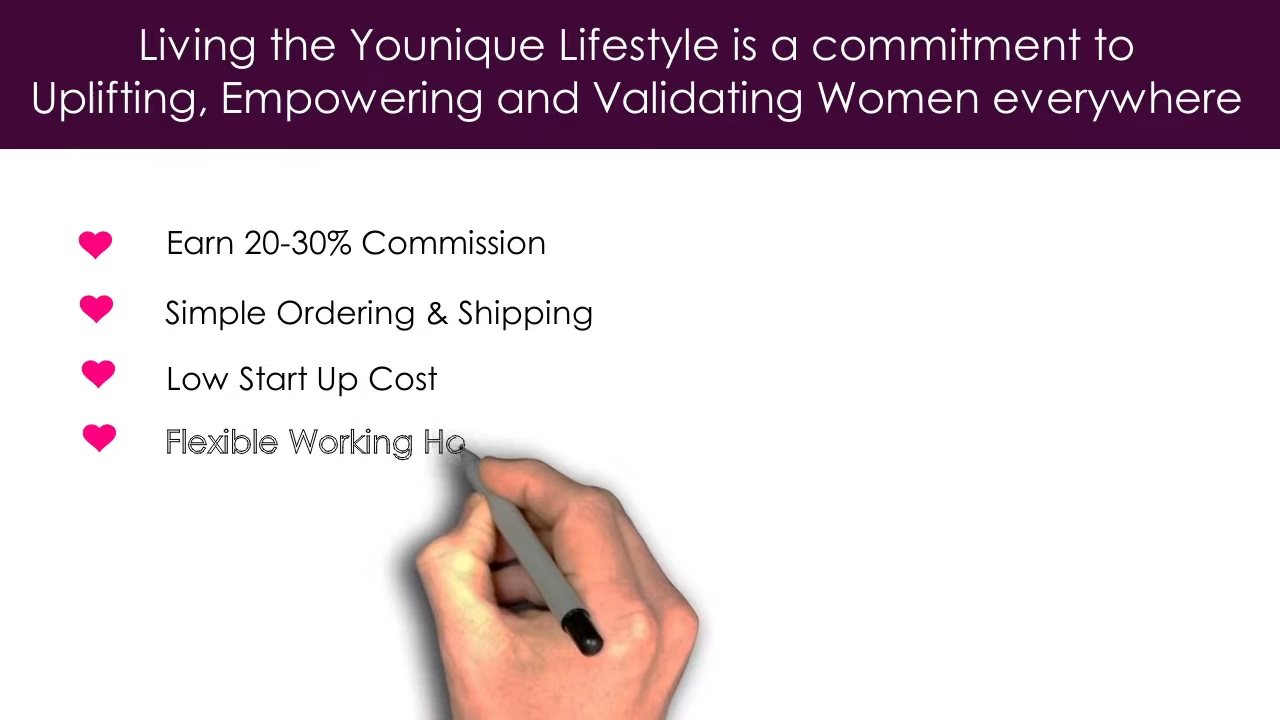 Living the Younique Lifestyle is a commitment to
Uplifting, Empowering and Validating Women everywhere
Earn 20-30% Commission
Simple Ordering & Shipping
Low Start Up Cost
Flexible Working Ho